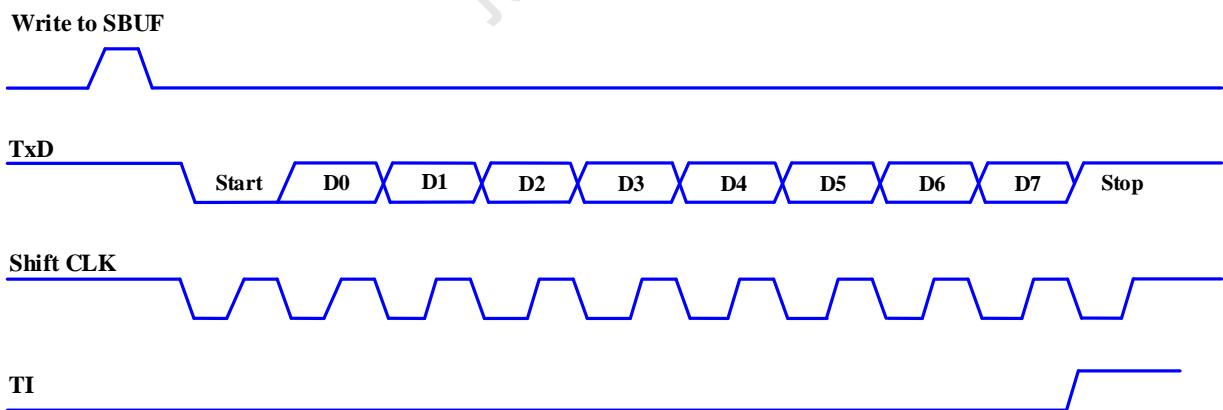 Write to SBUF
TxD
Start D0 D1 D2 D3 D4 D5 D6 D7 Stop
Shift CLK
TI